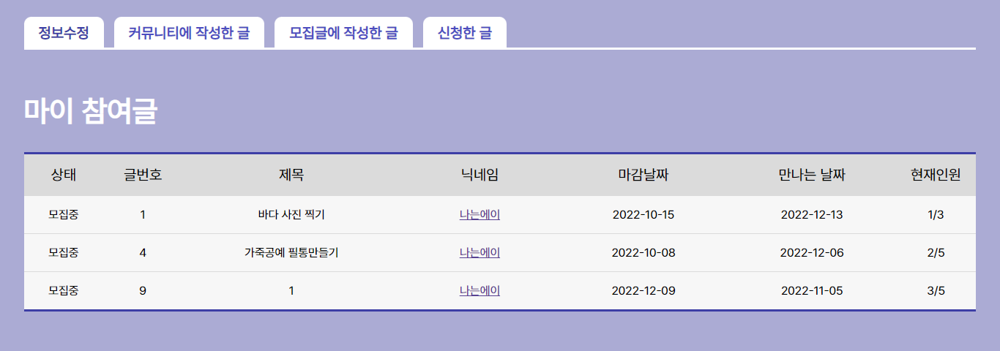 정보수정 커뮤니티에 작성한 글 모집글에 작성한 글 신청한 글
마이 참여글
상태 글번호 제목 닉네임 마감날짜 만나는 날짜 현재인원
모집중 1 바다 사진 찍기 나는에이 2022-10-15 2022-12-13 1/3
모집중 4 가죽공예 필통만들기 나는에이 2022-10-08 2022-12-06 2/5
모집중 9 1 나는에이 2022-12-09 2022-11-05 3/5